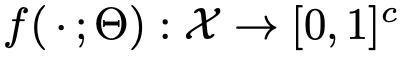 f( · ; Θ) : 𝒳 → [0, 1]ᶜ